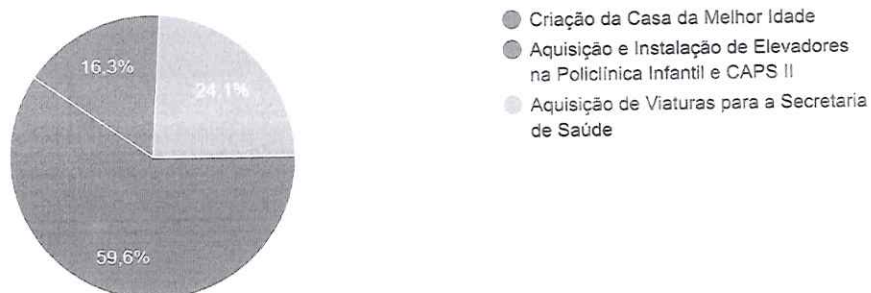 16,3%
24,1%
59,6%
Criação da Casa da Melhor Idade
Aquisição e Instalação de Elevadores
na Policlínica Infantil e CAPS II
Aquisição de Viaturas para a Secretaria
de Saúde